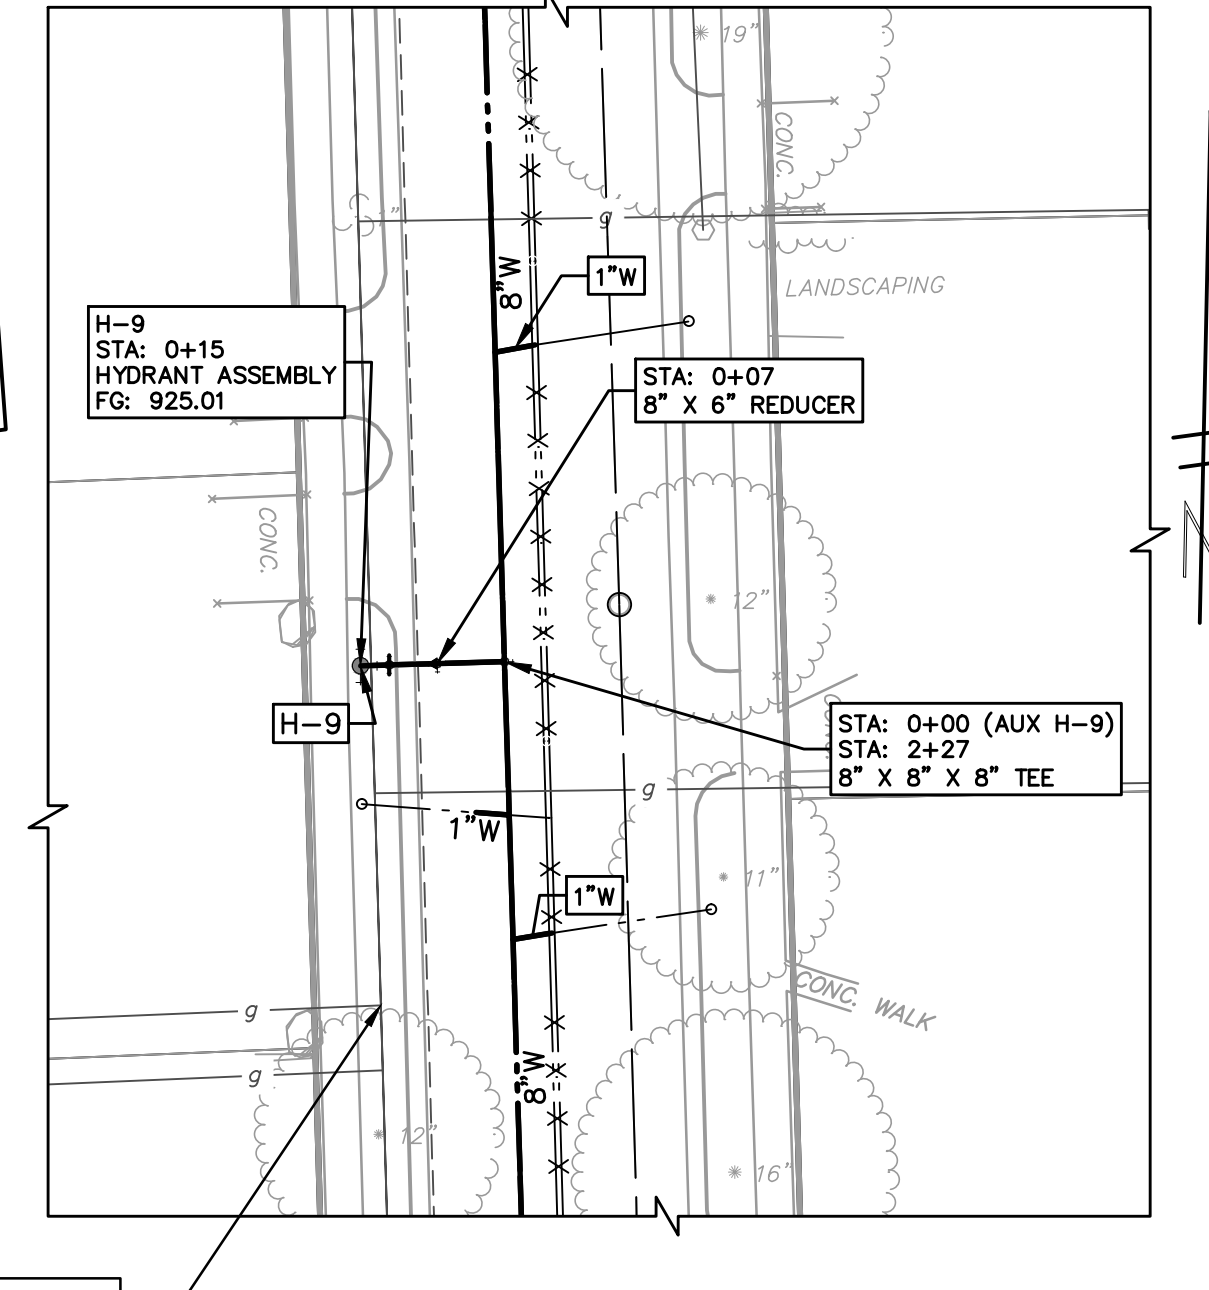 19”
CONC.
1”
g
8”W
1”W
LANDSCAPING
H-9
STA: 0+15
HYDRANT ASSEMBLY
FG: 925.01
STA: 0+07
8” X 6” REDUCER
CONC.
12”
H-9
STA: 0+00 (AUX H-9)
STA: 2+27
8” X 8” X 8” TEE
g
1”W
11”
1”W
CONC. WALK
g
8”W
g
12”
16”